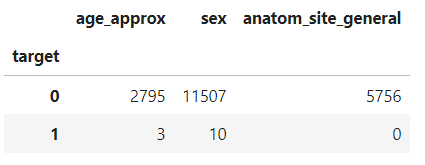 age_approx sex anatom_site_general
target
0 2795 11507 5756
1 3 10 0